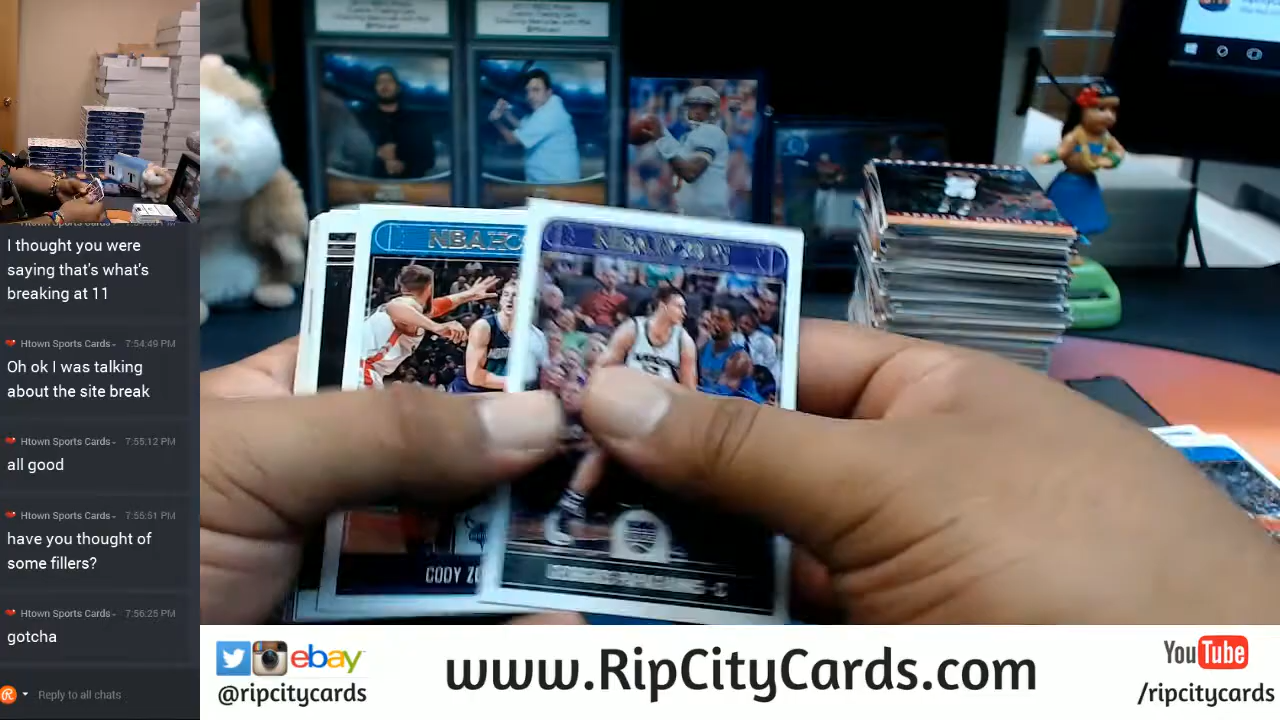 I thought you were
saying that's what's
breaking at 11
Htown Sports Cards- 7:54:49 PM
Oh ok I was talking
about the site break
Htown Sports Cards- 7:55:12 PM
all good
Htown Sports Cards- 7:55:51 PM
have you thought of
some fillers?
Htown Sports Cards- 7:56:25 PM
gotcha
Reply to all chats
NBA HO
CODY ZE
ebay
@ripcitycards
www.RipCityCards.com
YouTube
/ripcitycards